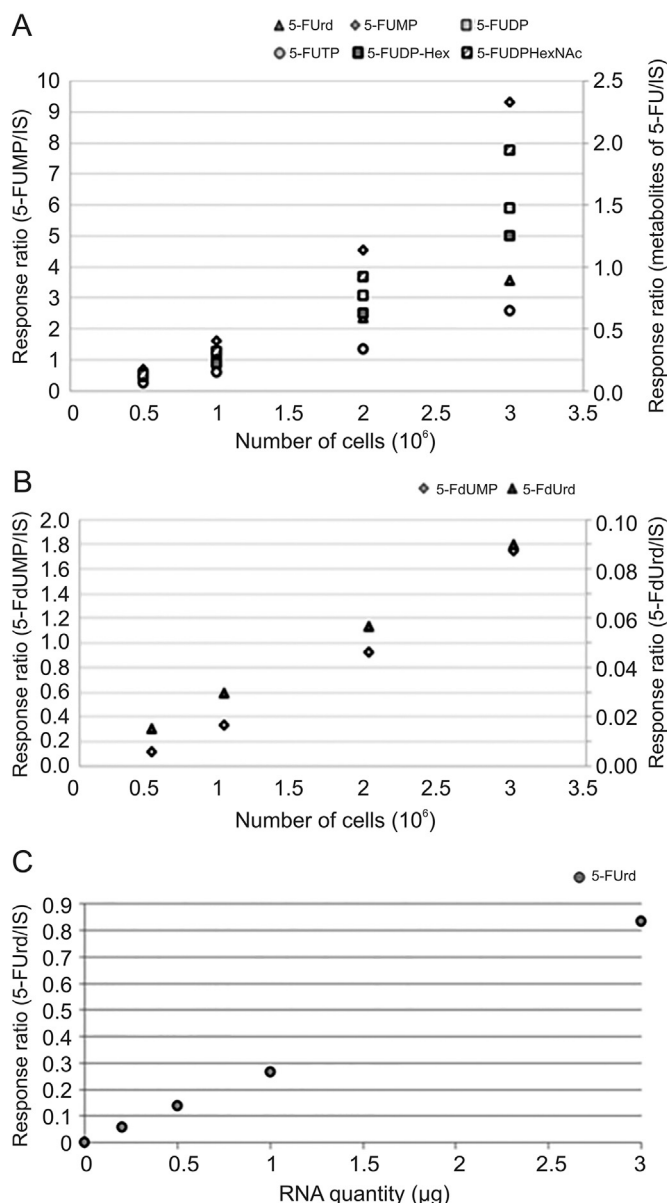 A
5-FUrd 5-FUMP 5-FUDP
5-FUTP 5-FUDP-Hex 5-FUDPHexNAc
Response ratio (5-FUMP/IS)
10
9
8
7
6
5
4
3
2
1
0
2.5
2.0
1.5
1.0
0.5
0.0
Response ratio (metabolites of 5-FU/IS)
0 0.5 1 1.5 2 2.5 3 3.5
Number of cells (10⁶)
B
5-FdUMP 5-FdUrd
Response ratio (5-FdUMP/IS)
2.0
1.8
1.6
1.4
1.2
1.0
0.8
0.6
0.4
0.2
0.0
0.10
0.08
0.06
0.04
0.02
0.00
Response ratio (5-FdUrd/IS)
0 0.5 1 1.5 2 2.5 3 3.5
Number of cells (10⁶)
C
5-FUrd
Response ratio (5-FUrd/IS)
0.9
0.8
0.7
0.6
0.5
0.4
0.3
0.2
0.1
0
0 0.5 1 1.5 2 2.5 3
RNA quantity (µg)